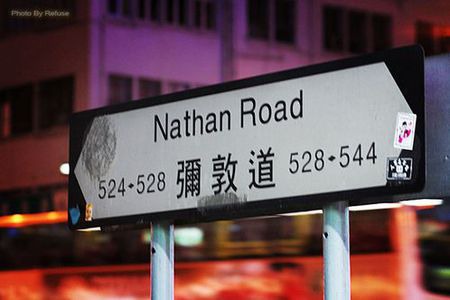 Photo By Refuse
Nathan Road
524-528 彌敦道 528-544